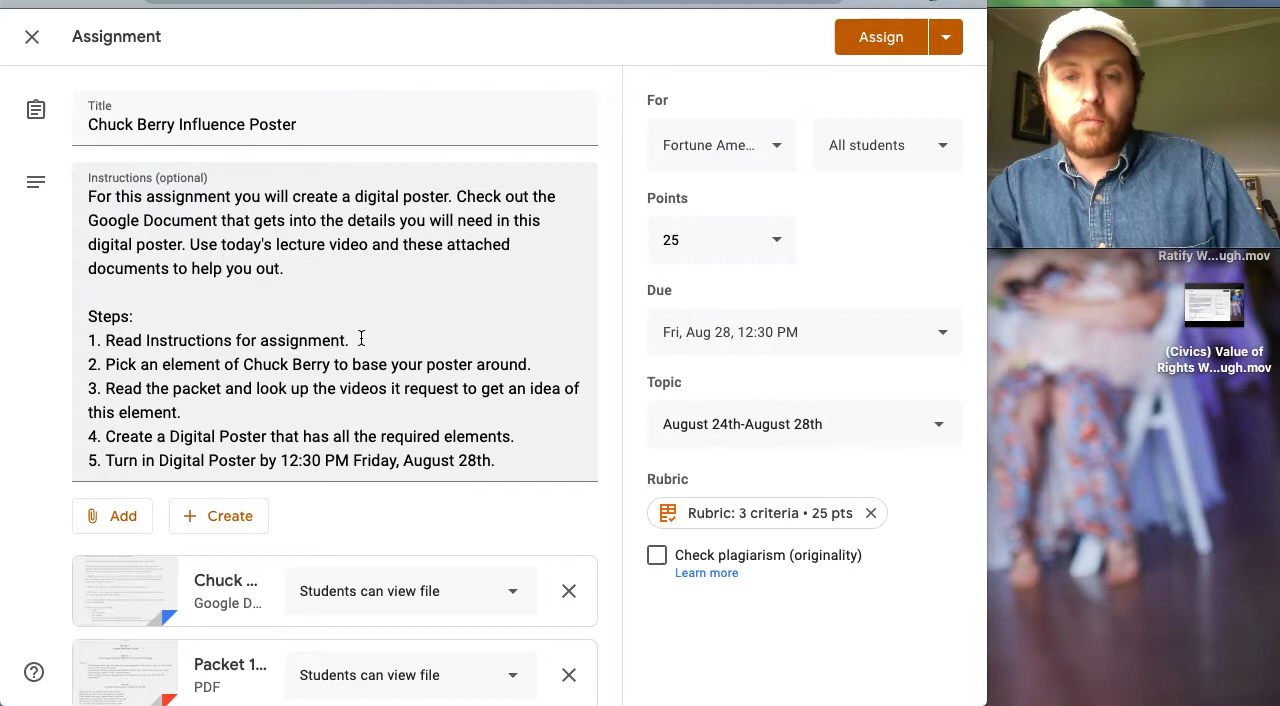 Assignment
Assign
Title
Chuck Berry Influence Poster
Instructions (optional)
For this assignment you will create a digital poster. Check out the
Google Document that gets into the details you will need in this
digital poster. Use today's lecture video and these attached
documents to help you out.
Steps:
1. Read Instructions for assignment.
2. Pick an element of Chuck Berry to base your poster around.
3. Read the packet and look up the videos it request to get an idea of
this element.
4. Create a Digital Poster that has all the required elements.
5. Turn in Digital Poster by 12:30 PM Friday, August 28th.
Add
Create
Chuck ...
Google D...
Students can view file
Packet 1...
PDF
Students can view file
For
Fortune Ame...
All students
Points
25
Due
Fri, Aug 28, 12:30 PM
Topic
August 24th-August 28th
Rubric
Rubric: 3 criteria • 25 pts
Check plagiarism (originality)
Learn more
Ratify W...ugh.mov
(Civics) Value of
Rights W...ugh.mov